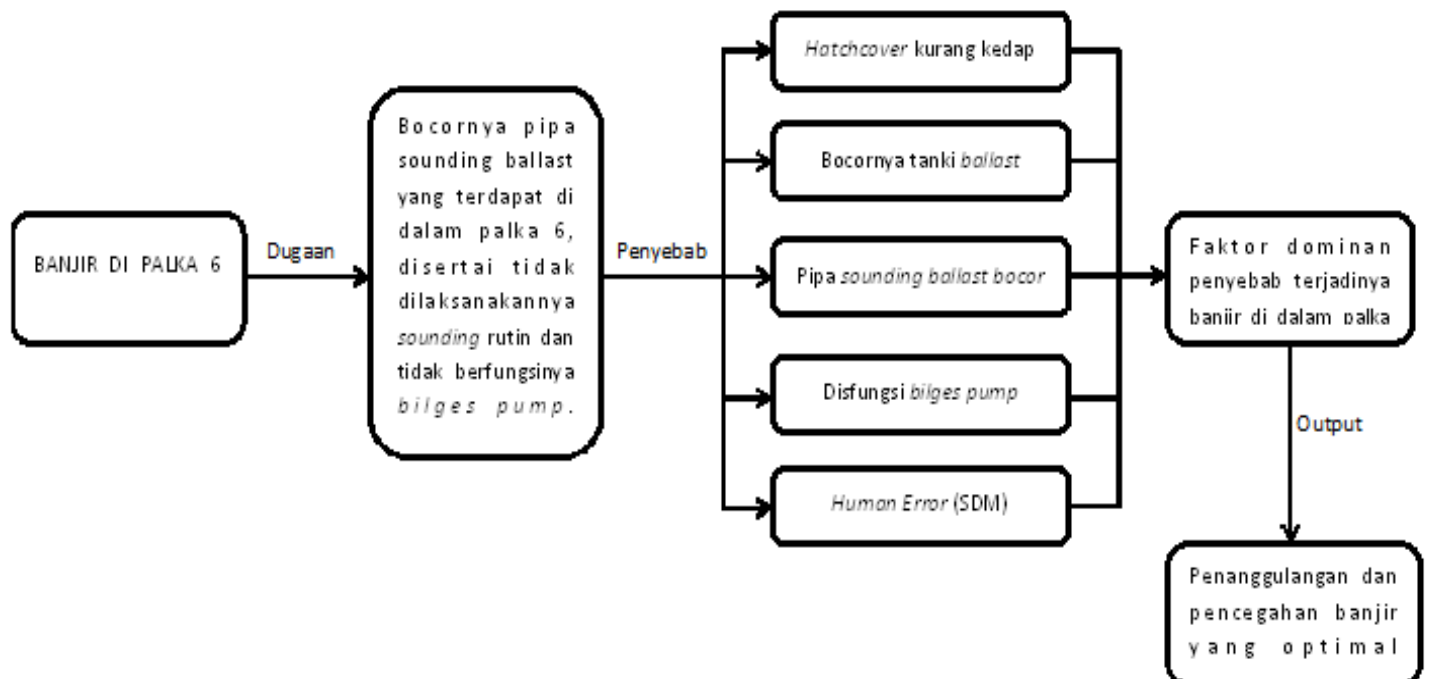 BANJIR DI PALKA 6
Dugaan
Bocornya pipa
sounding ballast
yang terdapat di
dalam palka 6,
disertai tidak
dilaksanakannya
sounding rutin dan
tidak berfungsinya
bilges pump.
Penyebab
Hatchcover kurang kedap
Bocornya tanki ballast
Pipa sounding ballast bocor
Disfungsi bilges pump
Human Error (SDM)
Faktor dominan
penyebab terjadinya
banjir di dalam palka
Output
Penanggulangan dan
pencegahan banjir
yang optimal